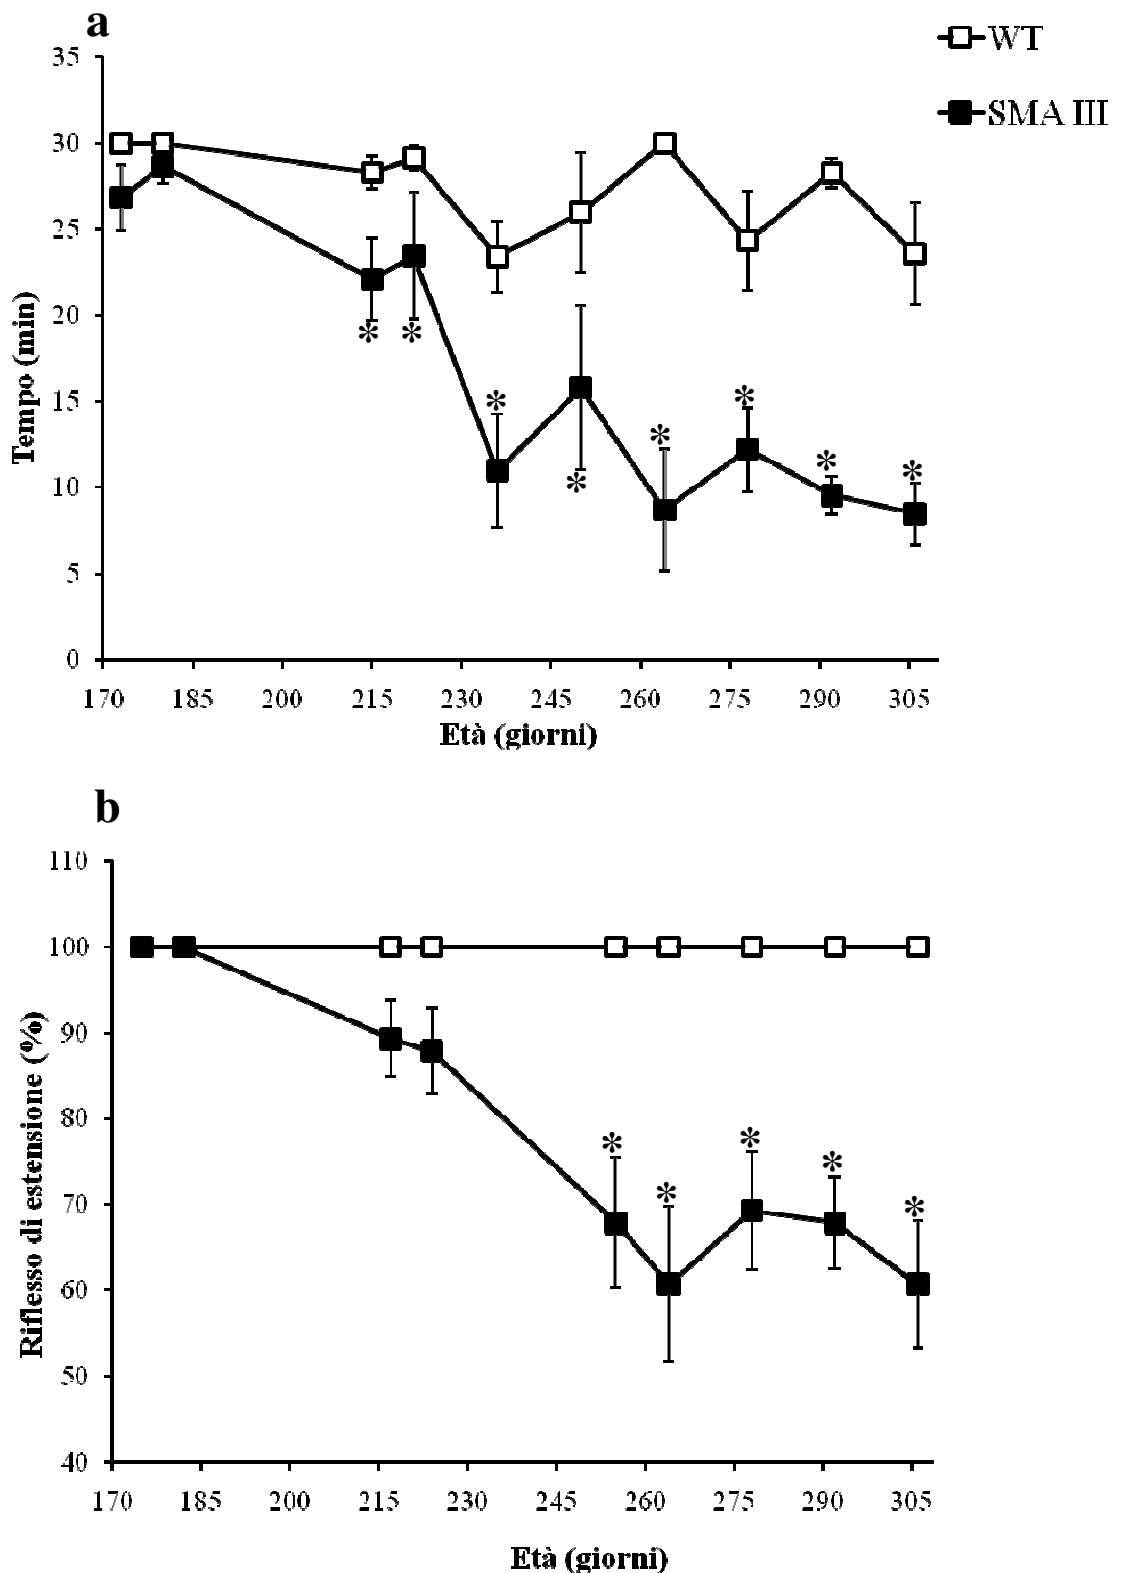 a
WT
SMA III
35
30
25
20
15
10
5
0
Tempo (min)
* * * * * * * *
170 185 200 215 230 245 260 275 290 305
Età (giorni)
b
110
100
90
80
70
60
50
40
Riflesso di estensione (%)
* * * * *
170 185 200 215 230 245 260 275 290 305
Età (giorni)